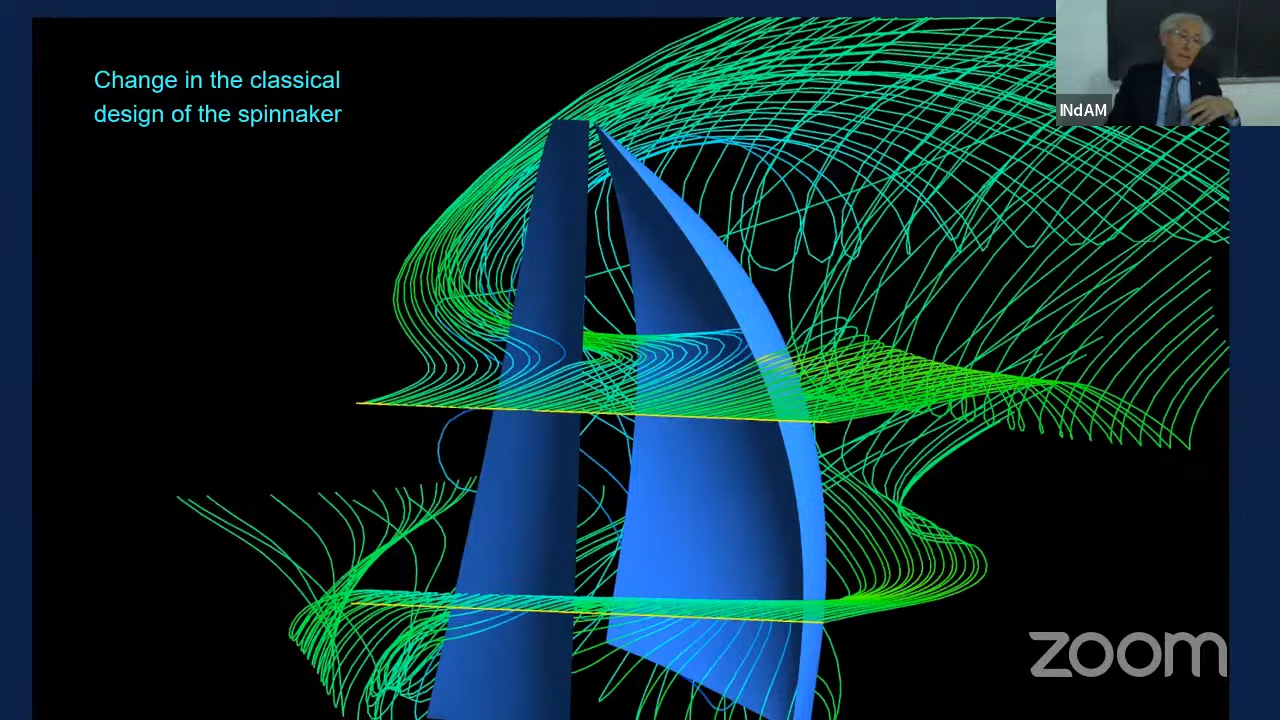 Change in the classical
design of the spinnaker
INdAM
zoom